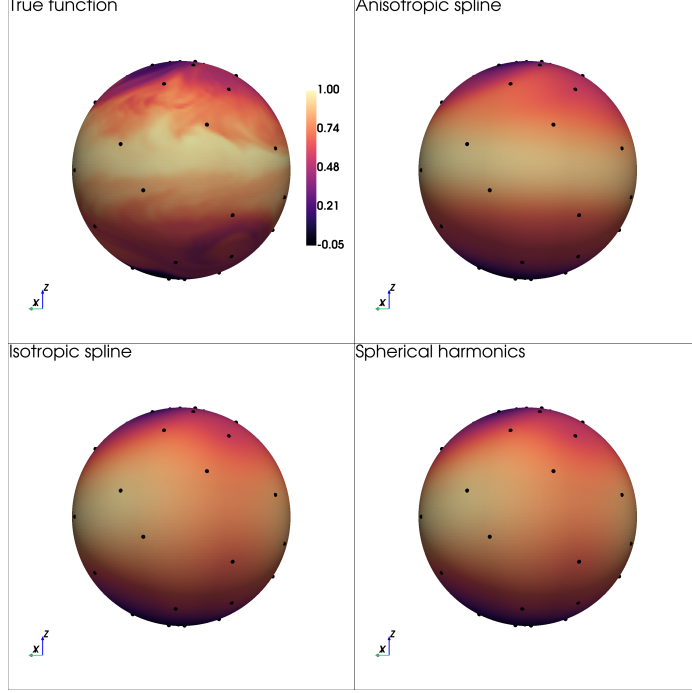 True function
Anisotropic spline
1.00
0.74
0.48
0.21
-0.05
Z
X
Z
X
Isotropic spline
Spherical harmonics
Z
X
Z
X